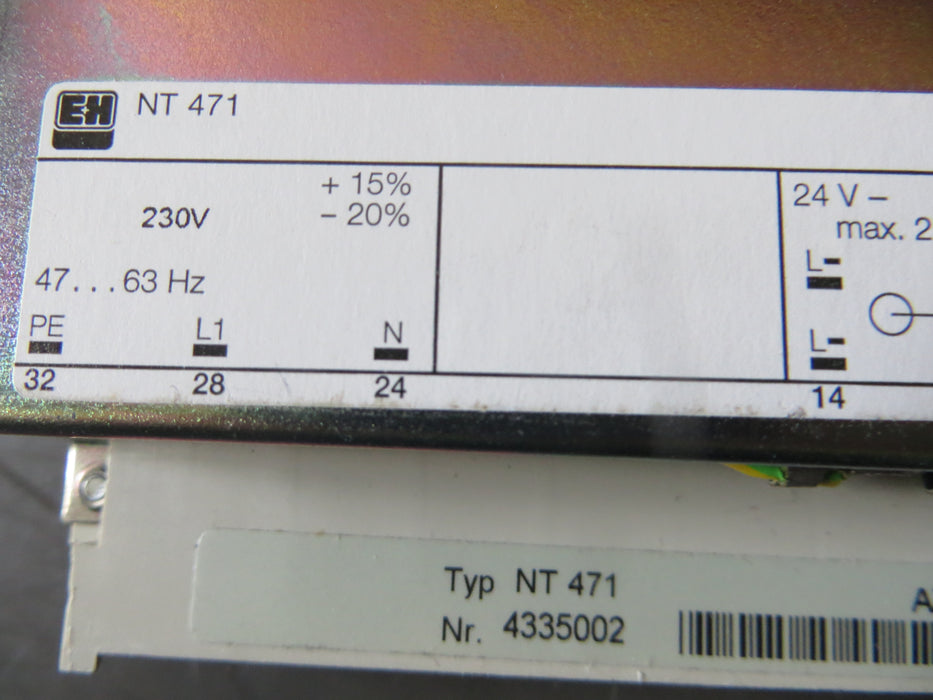 E+H NT 471
230V + 15%
− 20%
47...63 Hz
PE L1 N
32 28 24
24 V –
max. 2
L-
L-
14
Typ NT 471
Nr. 4335002
A